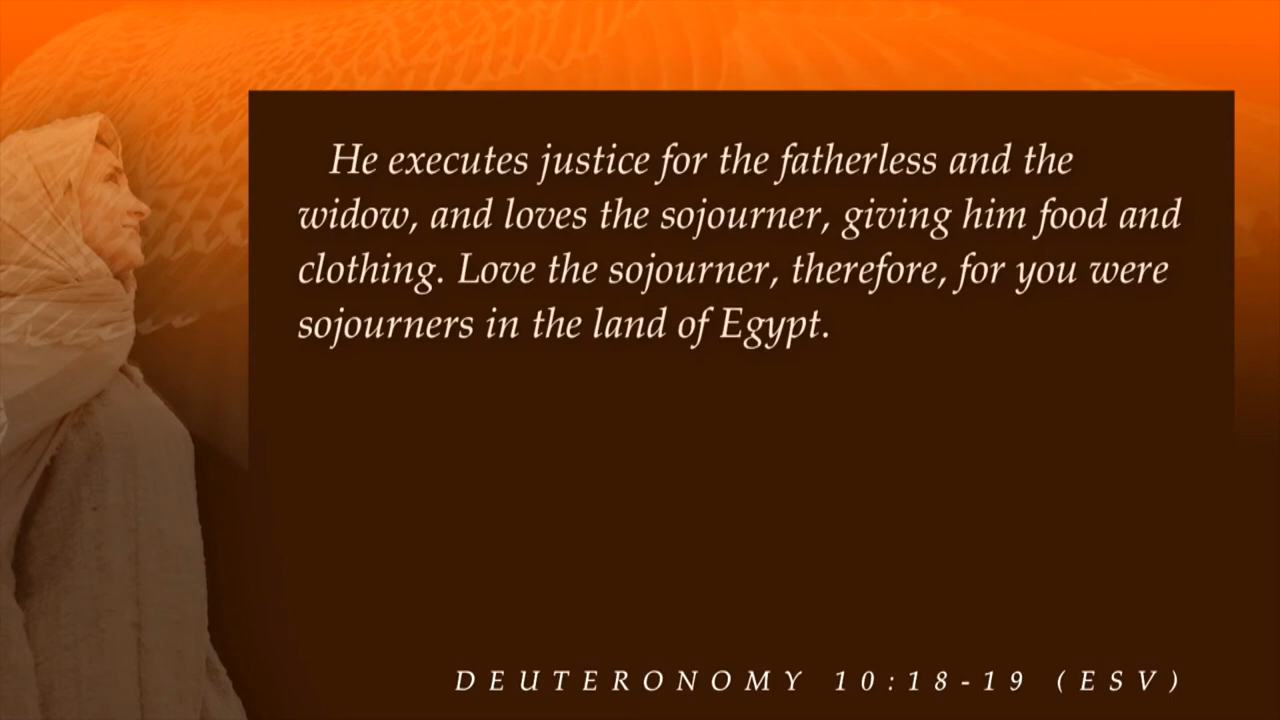 He executes justice for the fatherless and the
widow, and loves the sojourner, giving him food and
clothing. Love the sojourner, therefore, for you were
sojourners in the land of Egypt.
DEUTERONOMY 10:18-19 (ESV)